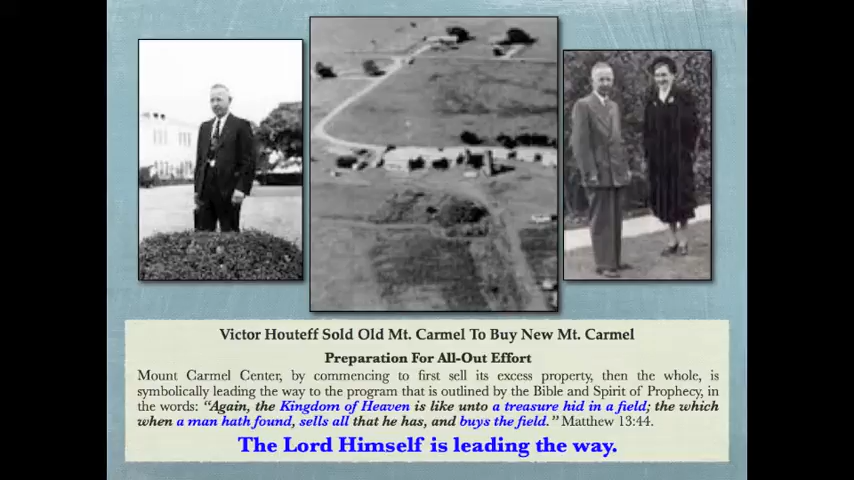 Victor Houteff Sold Old Mt. Carmel To Buy New Mt. Carmel
Preparation For All-Out Effort
Mount Carmel Center, by commencing to first sell its excess property, then the whole, is
symbolically leading the way to the program that is outlined by the Bible and Spirit of Prophecy, in
the words: “Again, the Kingdom of Heaven is like unto a treasure hid in a field; the which
when a man hath found, sells all that he has, and buys the field.” Matthew 13:44.
The Lord Himself is leading the way.